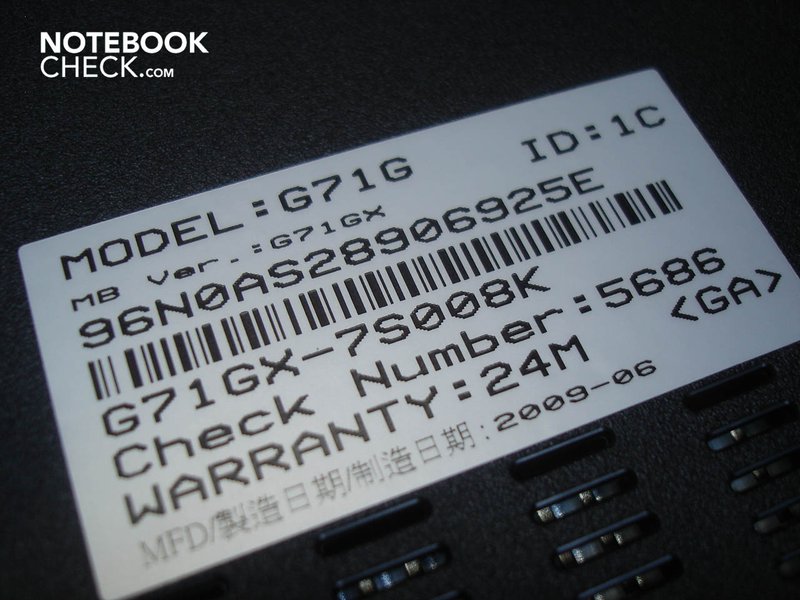 NOTEBOOK
CHECK.COM
MODEL:G71G ID:1C
MB Ver.:G71GX
96N0AS28906925E
G71GX-7S008K
Check Number:5686
WARRANTY:24M <GA>
MFD/製造日期/制造日期:2009-06